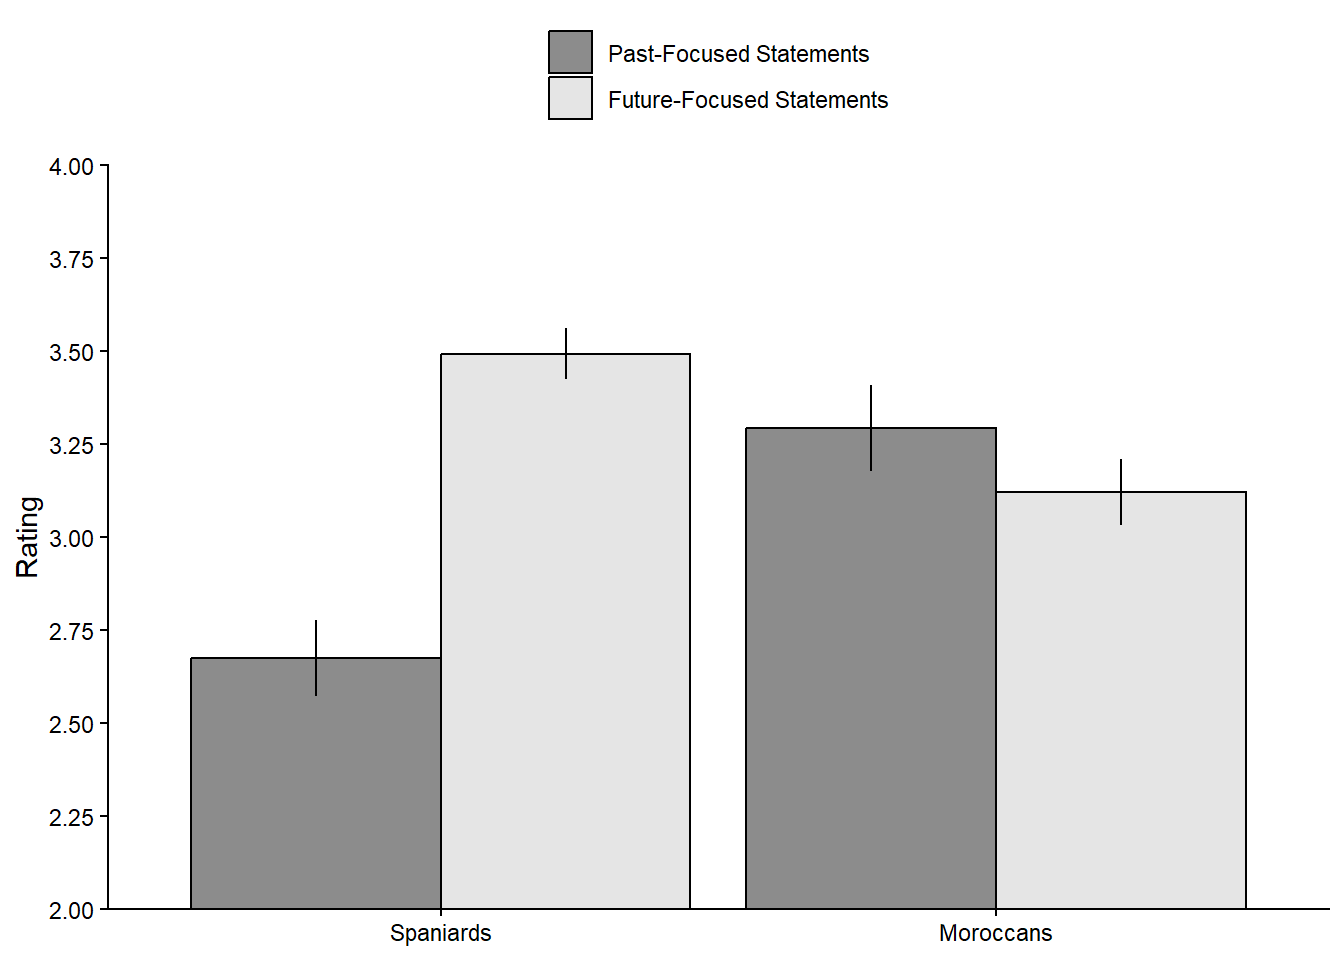 Past-Focused Statements
Future-Focused Statements
4.00
3.75
3.50
3.25
3.00
2.75
2.50
2.25
2.00
Rating
Spaniards
Moroccans